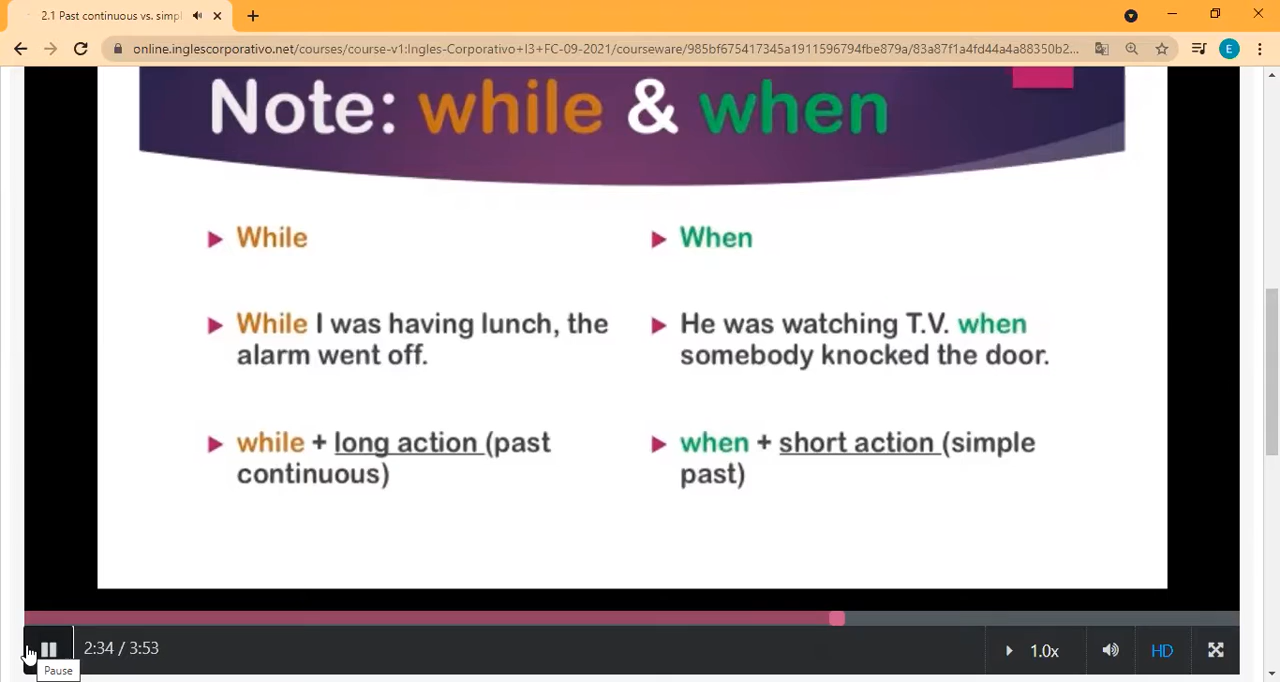 2.1 Past continuous vs. simpl
online.inglescorporativo.net/courses/course-v1:Ingles-Corporativo+I3+FC-09-2021/courseware/985bf675417345a1911596794fbe879a/83a87f1a4fd44a4a88350b2...
E
Note: while & when
While
When
While I was having lunch, the
alarm went off.
He was watching T.V. when
somebody knocked the door.
while + long action (past
continuous)
when + short action (simple
past)
2:34 / 3:53
1.0x
HD
Pause